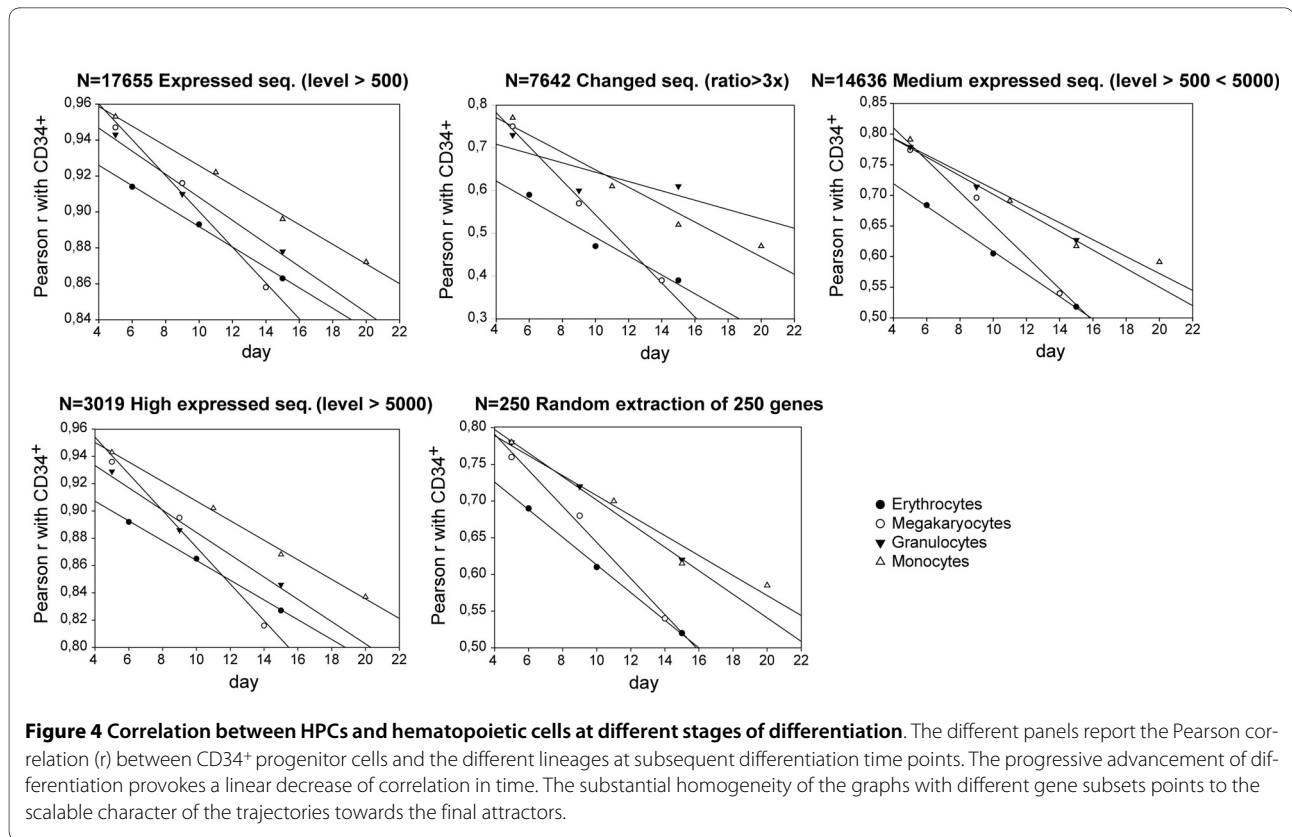 N=17655 Expressed seq. (level > 500)
Pearson r with CD34+
0,96
0,94
0,92
0,90
0,88
0,86
0,84
4 6 8 10 12 14 16 18 20 22
day
N=7642 Changed seq. (ratio>3x)
Pearson r with CD34+
0,8
0,7
0,6
0,5
0,4
0,3
4 6 8 10 12 14 16 18 20 22
day
N=14636 Medium expressed seq. (level > 500 < 5000)
Pearson r with CD34+
0,85
0,80
0,75
0,70
0,65
0,60
0,55
0,50
4 6 8 10 12 14 16 18 20 22
day
N=3019 High expressed seq. (level > 5000)
Pearson r with CD34+
0,96
0,94
0,92
0,90
0,88
0,86
0,84
0,82
0,80
4 6 8 10 12 14 16 18 20 22
day
N=250 Random extraction of 250 genes
Pearson r with CD34+
0,80
0,75
0,70
0,65
0,60
0,55
0,50
4 6 8 10 12 14 16 18 20 22
day
Erythrocytes
Megakaryocytes
Granulocytes
Monocytes
Figure 4 Correlation between HPCs and hematopoietic cells at different stages of differentiation. The different panels report the Pearson cor-
relation (r) between CD34+ progenitor cells and the different lineages at subsequent differentiation time points. The progressive advancement of dif-
ferentiation provokes a linear decrease of correlation in time. The substantial homogeneity of the graphs with different gene subsets points to the
scalable character of the trajectories towards the final attractors.